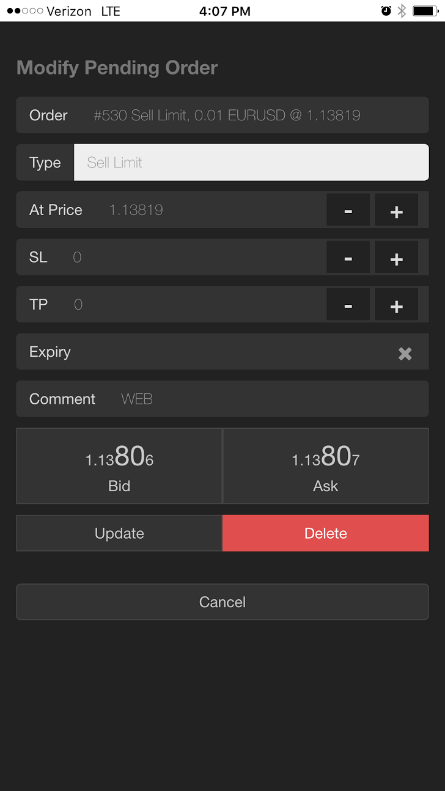 Verizon LTE 4:07 PM
Modify Pending Order
Order #530 Sell Limit, 0.01 EURUSD @ 1.13819
Type Sell Limit
At Price 1.13819 - +
SL 0 - +
TP 0 - +
Expiry
Comment WEB
1.13806 1.13807
Bid Ask
Update Delete
Cancel